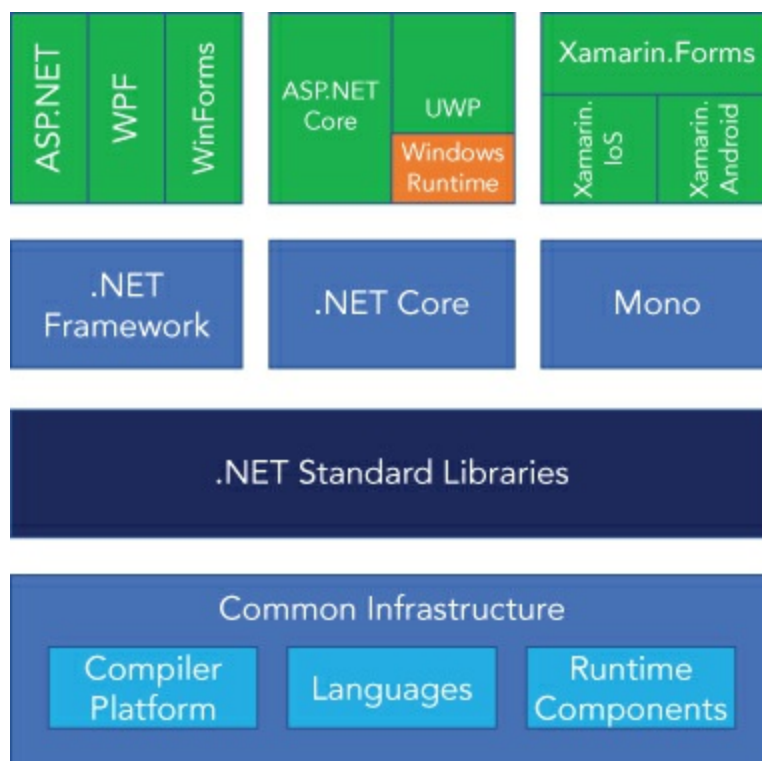 ASP.NET
WPF
WinForms
ASP.NET
Core
UWP
Windows
Runtime
Xamarin.Forms
Xamarin.
IoS
Xamarin.
Android
.NET
Framework
.NET Core
Mono
.NET Standard Libraries
Common Infrastructure
Compiler
Platform
Languages
Runtime
Components